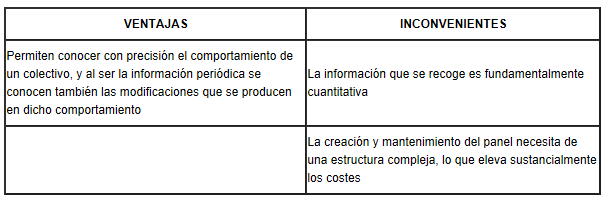 VENTAJAS
INCONVENIENTES
Permiten conocer con precisión el comportamiento de
un colectivo, y al ser la información periódica se
conocen también las modificaciones que se producen
en dicho comportamiento
La información que se recoge es fundamentalmente
cuantitativa
La creación y mantenimiento del panel necesita de
una estructura compleja, lo que eleva sustancialmente
los costes